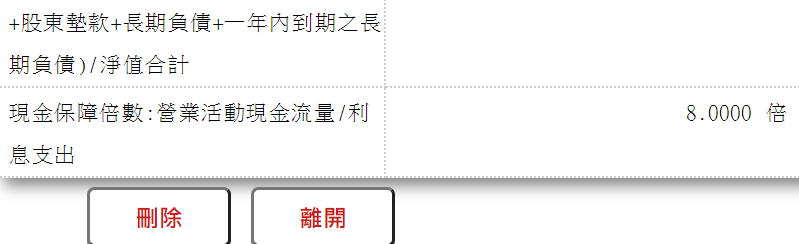 +股東墊款+長期負債+一年內到期之長
期負債)/淨值合計
現金保障倍數:營業活動現金流量/利
息支出
8.0000 倍
刪除
離開